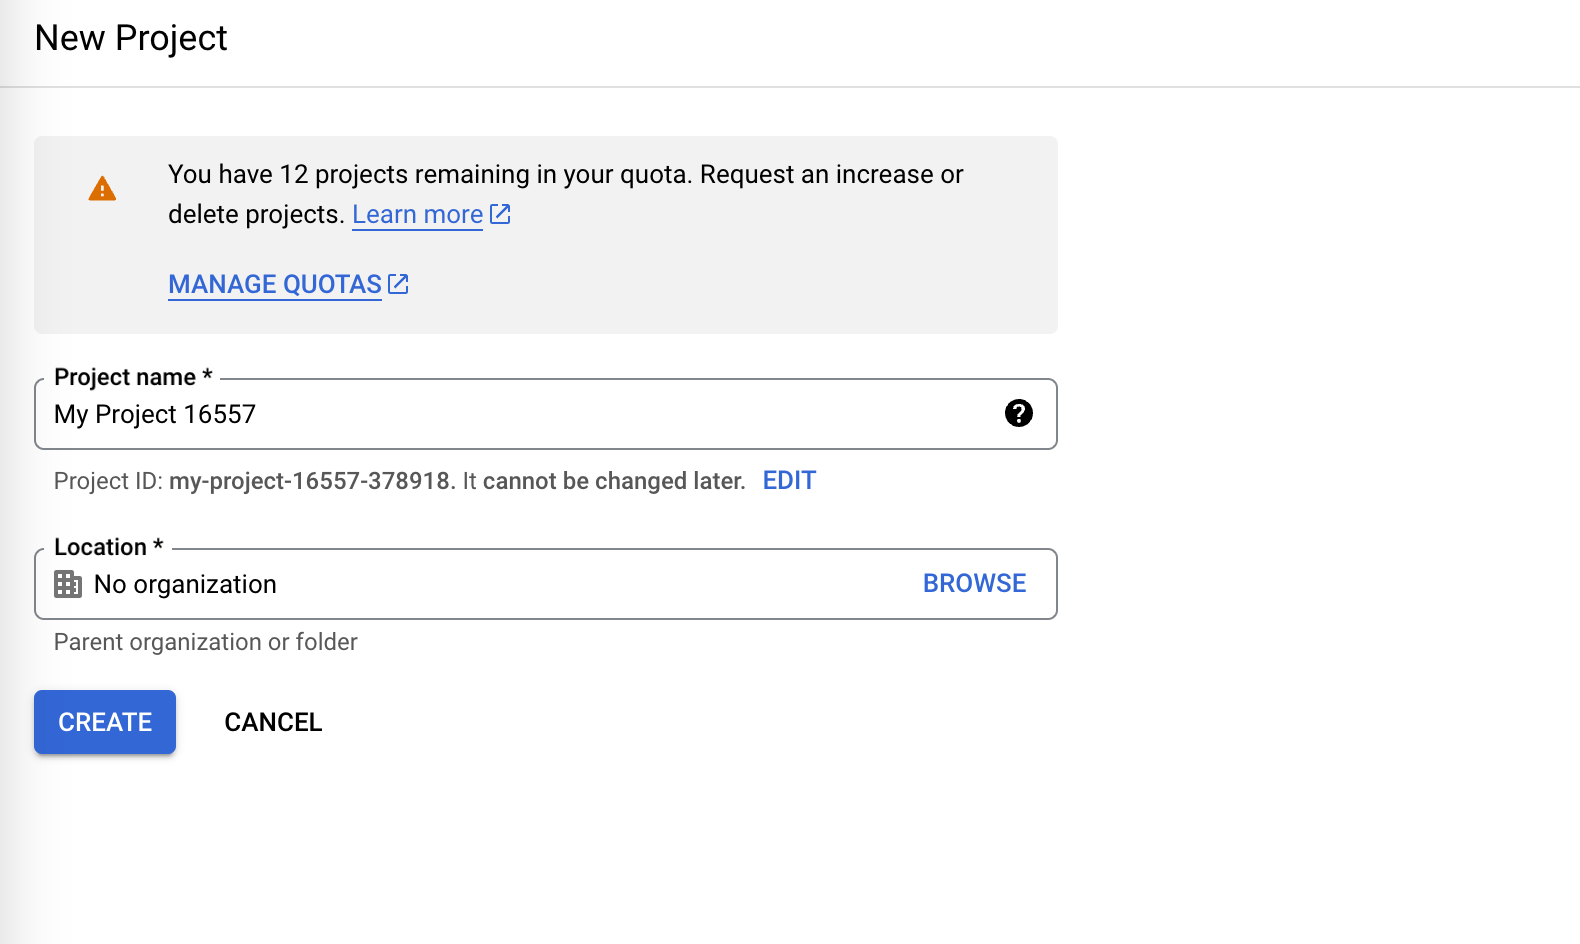 New Project
You have 12 projects remaining in your quota. Request an increase or
delete projects. Learn more
MANAGE QUOTAS
Project name *
My Project 16557
Project ID: my-project-16557-378918. It cannot be changed later. EDIT
Location *
No organization BROWSE
Parent organization or folder
CREATE CANCEL